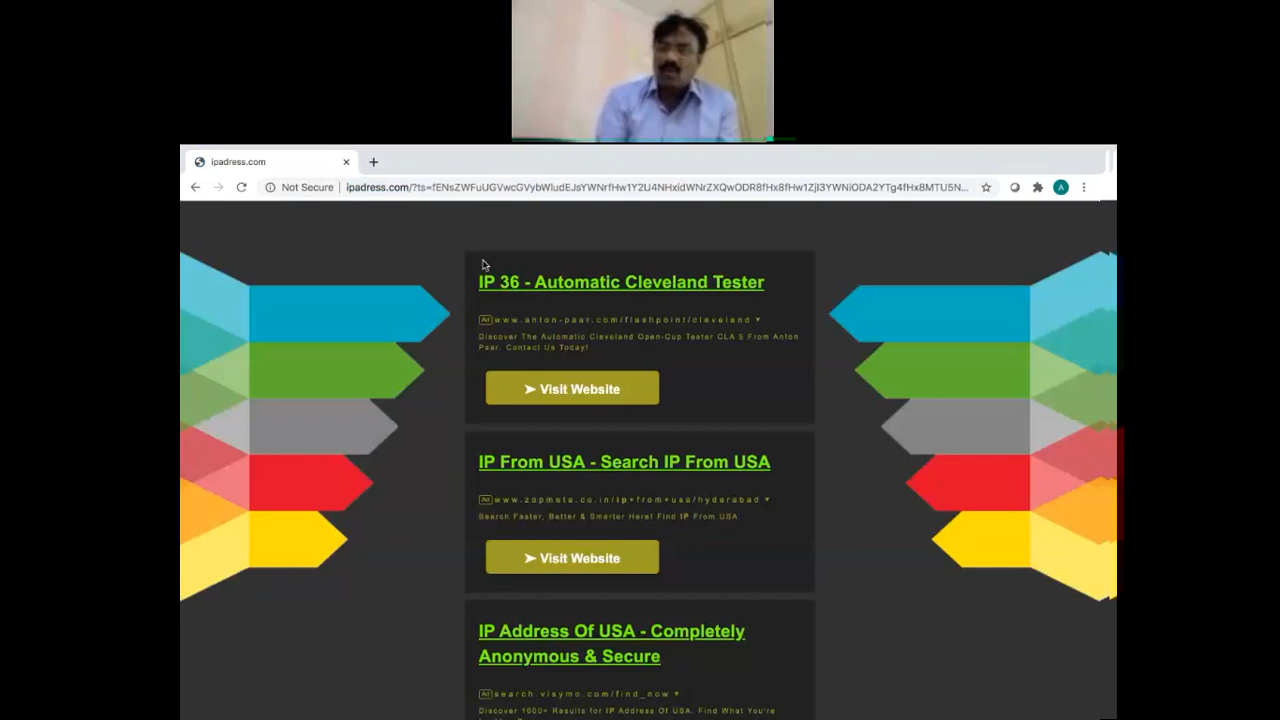 ipadress.com
Not Secure
IP 36 - Automatic Cleveland Tester
Ad www.anton-paar.com/flashpoint/cleveland
Discover The Automatic Cleveland Open-Cup Tester CLA 5 From Anton
Paar. Contact Us Today!
➤ Visit Website
IP From USA - Search IP From USA
Ad www.zapmeta.co.in/ip+from+usa/hyderabad
Search Faster, Better & Smarter Here! Find IP From USA
➤ Visit Website
IP Address Of USA - Completely
Anonymous & Secure
Ad search.visymo.com/find_now
Discover 1000+ Results for IP Address Of USA. Find What You're